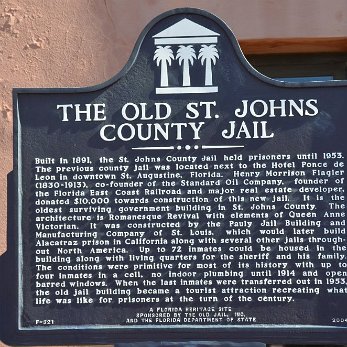 THE OLD ST. JOHNS
COUNTY JAIL
Built in 1891, the St. Johns County Jail held prisoners until 1953.
The previous county jail was located next to the Hotel Ponce de
Leon in downtown St. Augustine, Florida. Henry Morrison Flagler
(1830-1913), co-founder of the Standard Oil Company, founder of
the Florida East Coast Railroad and major real estate developer,
donated $10,000 towards construction of this new jail. It is the
oldest surviving government building in St. Johns County. The
architecture is Romanesque Revival with elements of Queen Anne
Victorian. It was constructed by the Pauly Jail Building and
Manufacturing Company of St. Louis, which would later build
Alacatraz prison in California along with several other jails through-
out North America. Up to 72 inmates could be housed in the
building along with living quarters for the sheriff and his family.
The conditions were primitive for most of its history with up to
four inmates in a cell, no indoor plumbing until 1914 and open
barred windows. When the last inmates were transferred out in 1953,
the old jail building became a tourist attraction recreating what
life was like for prisoners at the turn of the century.
A FLORIDA HERITAGE SITE
SPONSORED BY THE OLD JAIL, INC.
F-521 AND THE FLORIDA DEPARTMENT OF STATE 2004